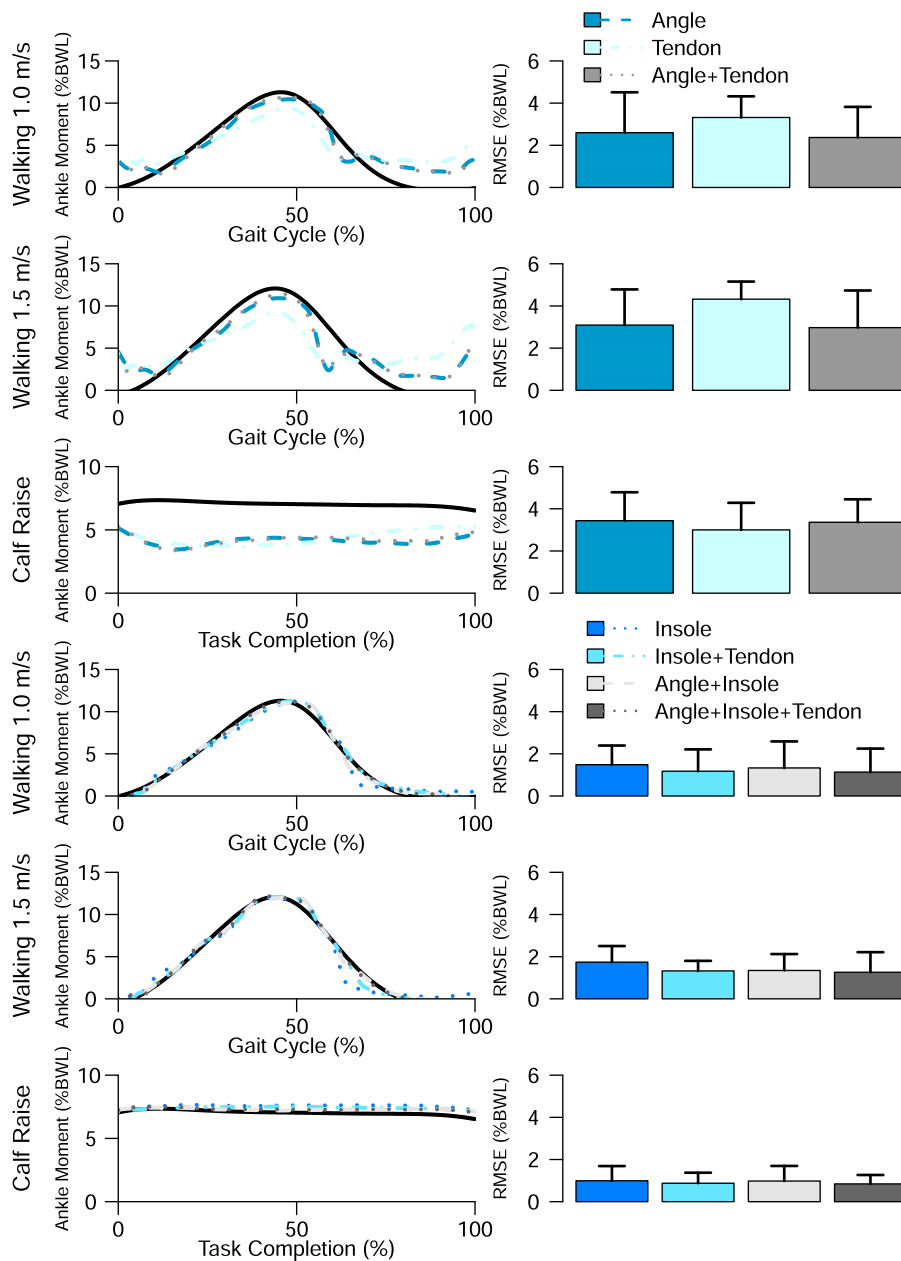 Angle
Tendon
Angle+Tendon
Walking 1.0 m/s
Ankle Moment (%BWL)
15
10
5
0
0
50
100
Gait Cycle (%)
RMSE (%BWL)
6
4
2
0
Walking 1.5 m/s
Ankle Moment (%BWL)
15
10
5
0
0
50
100
Gait Cycle (%)
RMSE (%BWL)
6
4
2
0
Calf Raise
Ankle Moment (%BWL)
10
5
0
0
50
100
Task Completion (%)
RMSE (%BWL)
6
4
2
0
Insole
Insole+Tendon
Angle+Insole
Angle+Insole+Tendon
Walking 1.0 m/s
Ankle Moment (%BWL)
15
10
5
0
0
50
100
Gait Cycle (%)
RMSE (%BWL)
6
4
2
0
Walking 1.5 m/s
Ankle Moment (%BWL)
15
10
5
0
0
50
100
Gait Cycle (%)
RMSE (%BWL)
6
4
2
0
Calf Raise
Ankle Moment (%BWL)
10
5
0
0
50
100
Task Completion (%)
RMSE (%BWL)
6
4
2
0